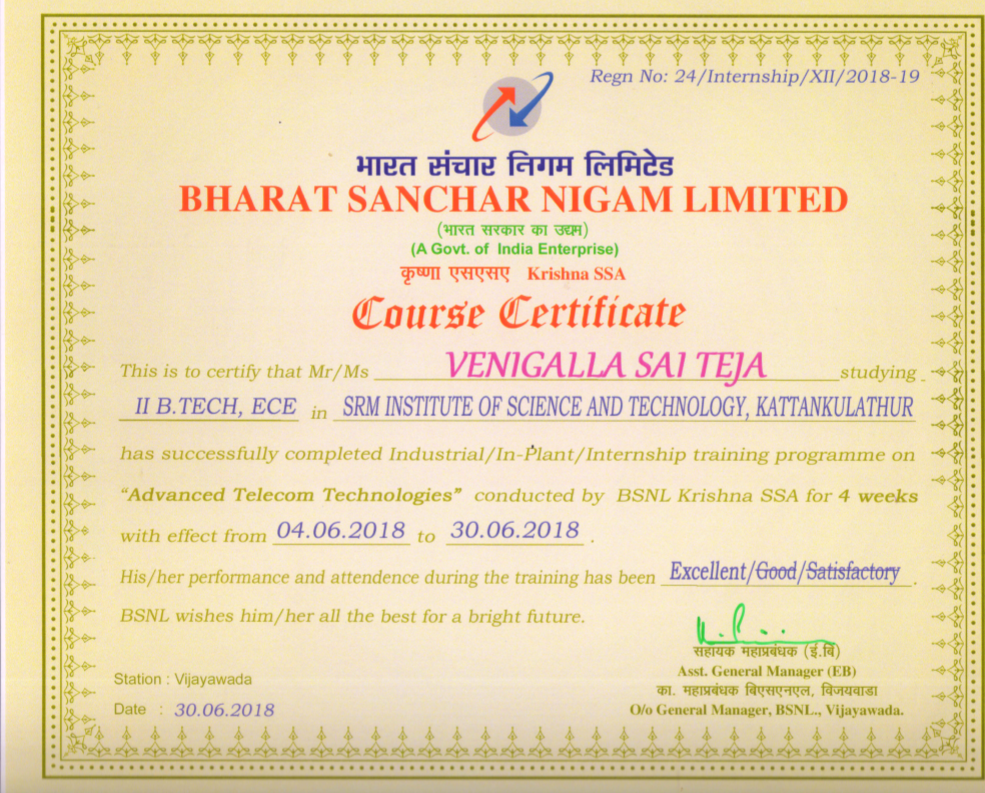 Regn No: 24/Internship/XII/2018-19
भारत संचार निगम लिमिटेड
BHARAT SANCHAR NIGAM LIMITED
(भारत सरकार का उद्यम)
(A Govt. of India Enterprise)
कृष्णा एसएसए Krishna SSA
Course Certificate
This is to certify that Mr/Ms VENIGALLA SAI TEJA studying
II B.TECH, ECE in SRM INSTITUTE OF SCIENCE AND TECHNOLOGY, KATTANKULATHUR
has successfully completed Industrial/In-Plant/Internship training programme on
"Advanced Telecom Technologies" conducted by BSNL Krishna SSA for 4 weeks
with effect from 04.06.2018 to 30.06.2018 .
His/her performance and attendence during the training has been Excellent/Good/Satisfactory .
BSNL wishes him/her all the best for a bright future.
सहायक महाप्रबंधक (ई.बि)
Asst. General Manager (EB)
Station : Vijayawada
का. महाप्रबंधक बिएसएनएल, विजयवाडा
Date : 30.06.2018
O/o General Manager, BSNL., Vijayawada.